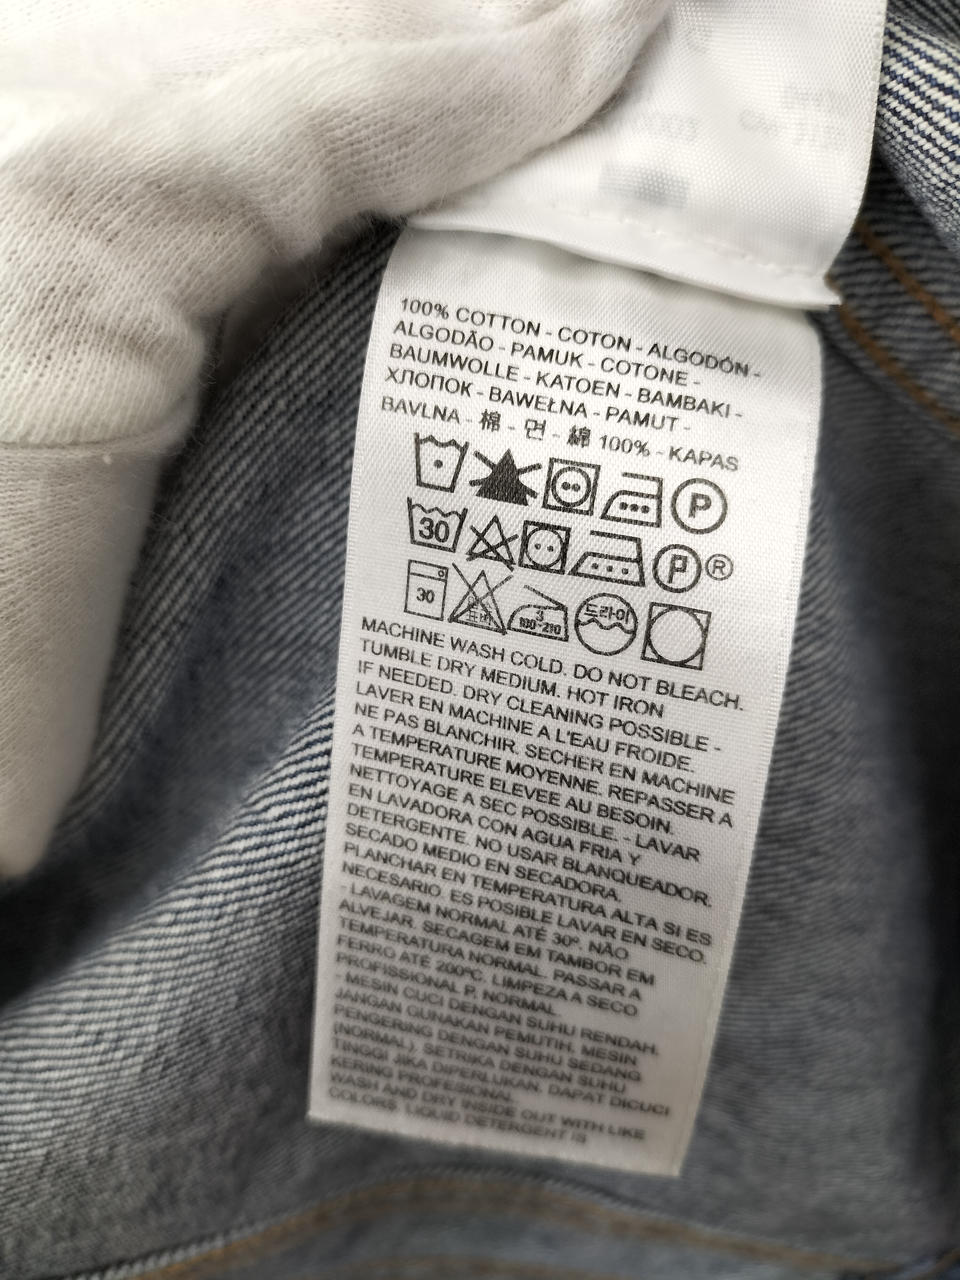 100% COTTON - COTON - ALGODÓN -
ALGODÃO - PAMUK - COTONE -
BAUMWOLLE - KATOEN - BAMBAKI -
ХЛОПОК - BAWEŁNA - PAMUT -
BAVLNA - 棉 - 면 - 綿 100% - KAPAS
P
30 P ®
30 표백 3 180-210 드라이
MACHINE WASH COLD. DO NOT BLEACH.
TUMBLE DRY MEDIUM. HOT IRON
IF NEEDED. DRY CLEANING POSSIBLE -
LAVER EN MACHINE A L'EAU FROIDE.
NE PAS BLANCHIR. SECHER EN MACHINE
A TEMPERATURE MOYENNE. REPASSER A
TEMPERATURE ELEVEE AU BESOIN.
NETTOYAGE A SEC POSSIBLE. - LAVAR
EN LAVADORA CON AGUA FRIA Y
DETERGENTE. NO USAR BLANQUEADOR.
SECADO MEDIO EN SECADORA.
PLANCHAR EN TEMPERATURA ALTA SI ES
NECESARIO. ES POSIBLE LAVAR EN SECO.
- LAVAGEM NORMAL ATÉ 30º. NÃO
ALVEJAR. SECAGEM EM TAMBOR EM
TEMPERATURA NORMAL. PASSAR A
FERRO ATÉ 200ºC. LIMPEZA A SECO
PROFISSIONAL P, NORMAL
- MESIN CUCI DENGAN SUHU RENDAH.
JANGAN GUNAKAN PEMUTIH. MESIN
PENGERING DENGAN SUHU SEDANG
(NORMAL). SETRIKA DENGAN SUHU
TINGGI JIKA DIPERLUKAN. DAPAT DICUCI
KERING PROFESIONAL
WASH AND DRY INSIDE OUT WITH LIKE
COLORS. LIQUID DETERGENT IS